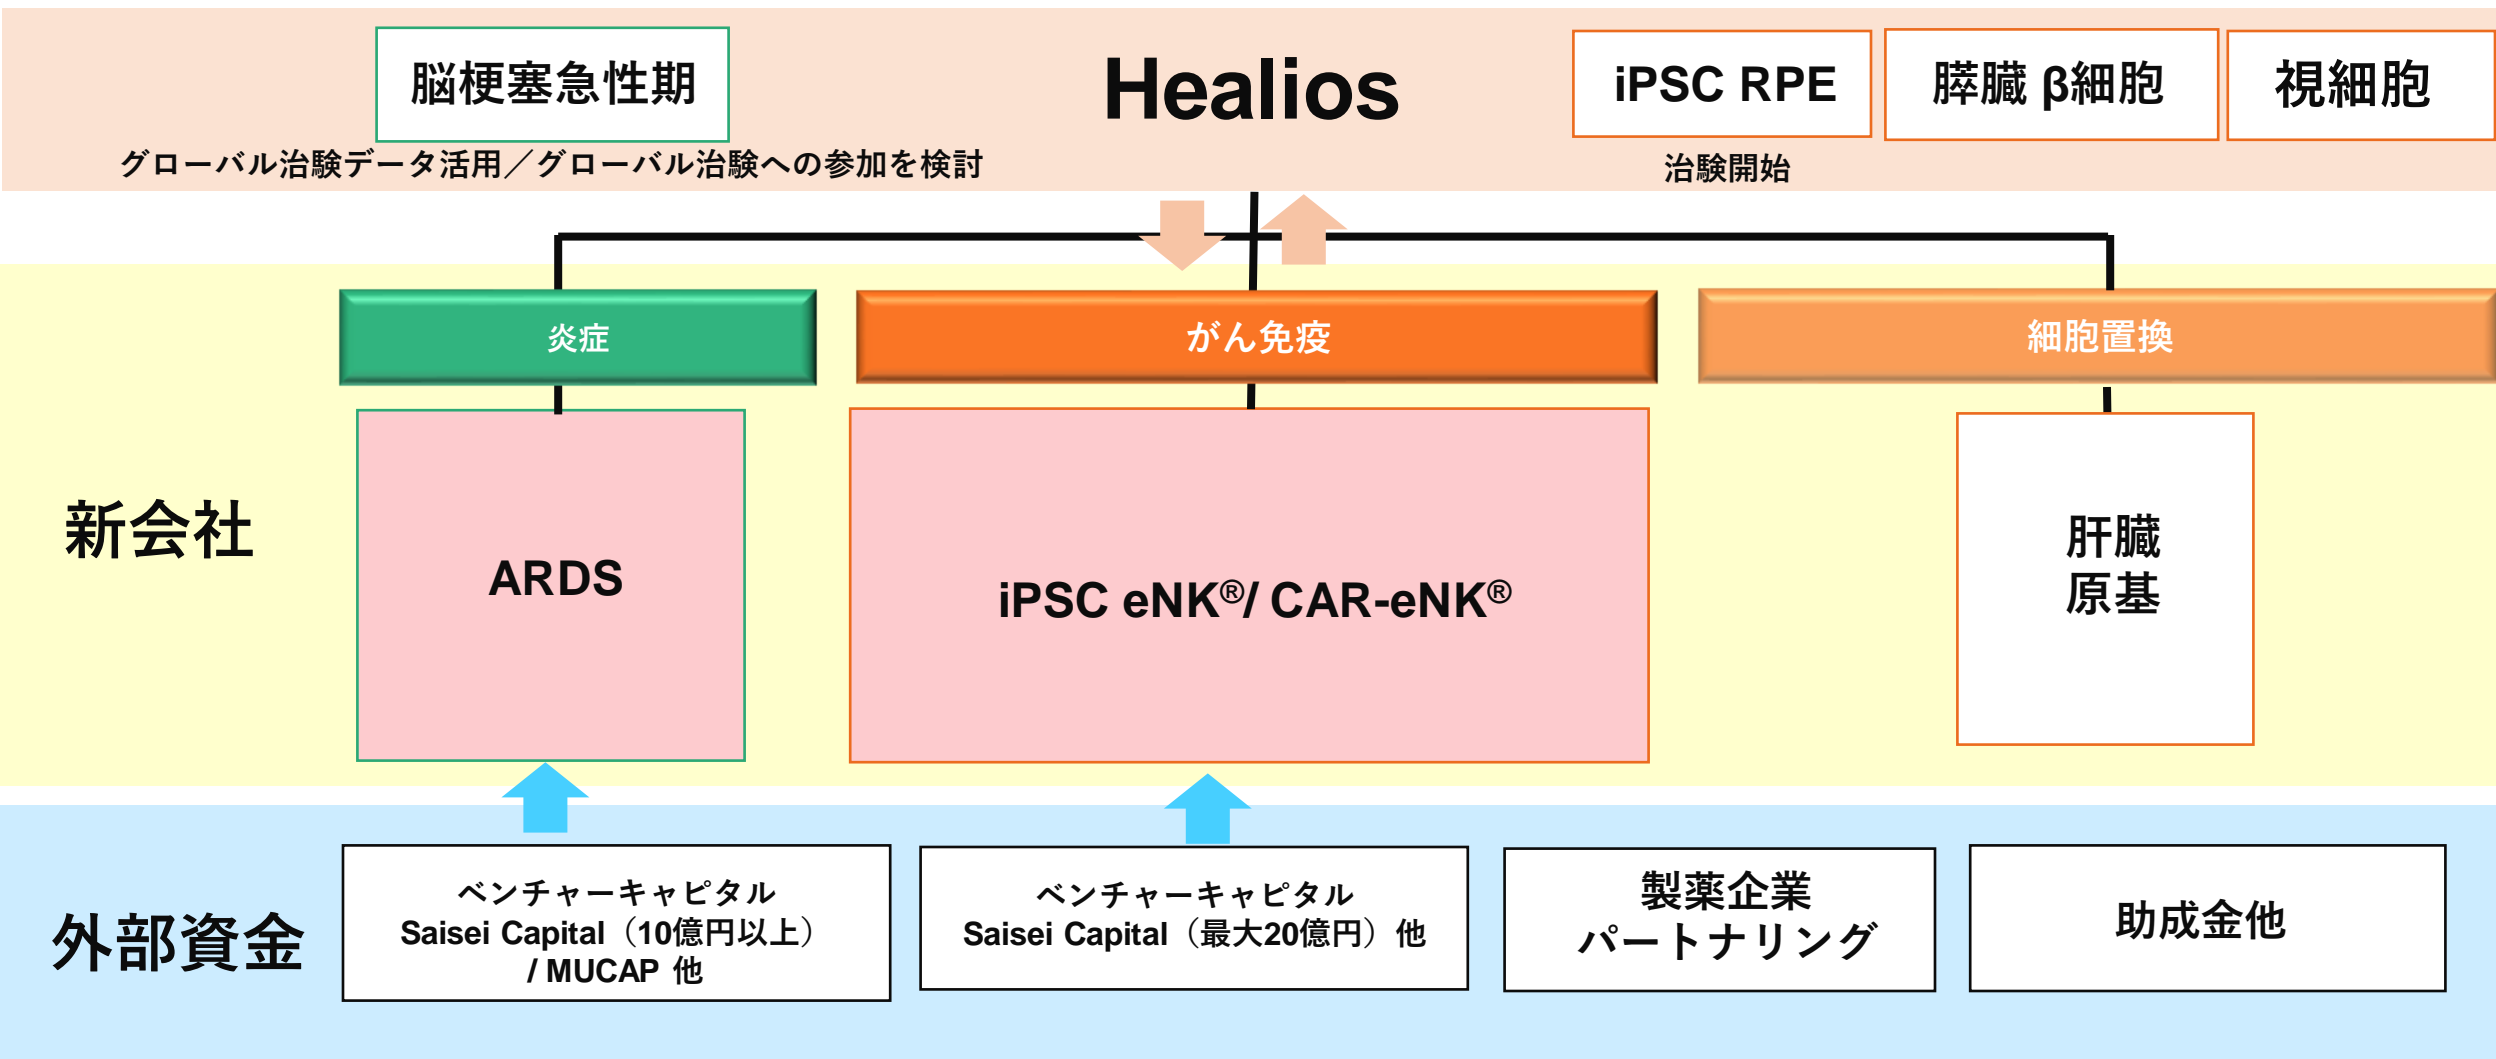 脳梗塞急性期
グローバル治験データ活用／グローバル治験への参加を検討
Healios
iPSC RPE
治験開始
膵臓 β細胞
視細胞
炎症
がん免疫
細胞置換
新会社
ARDS
iPSC eNK®/ CAR-eNK®
肝臓
原基
外部資金
ベンチャーキャピタル
Saisei Capital（10億円以上）
/ MUCAP 他
ベンチャーキャピタル
Saisei Capital（最大20億円）他
製薬企業
パートナリング
助成金他